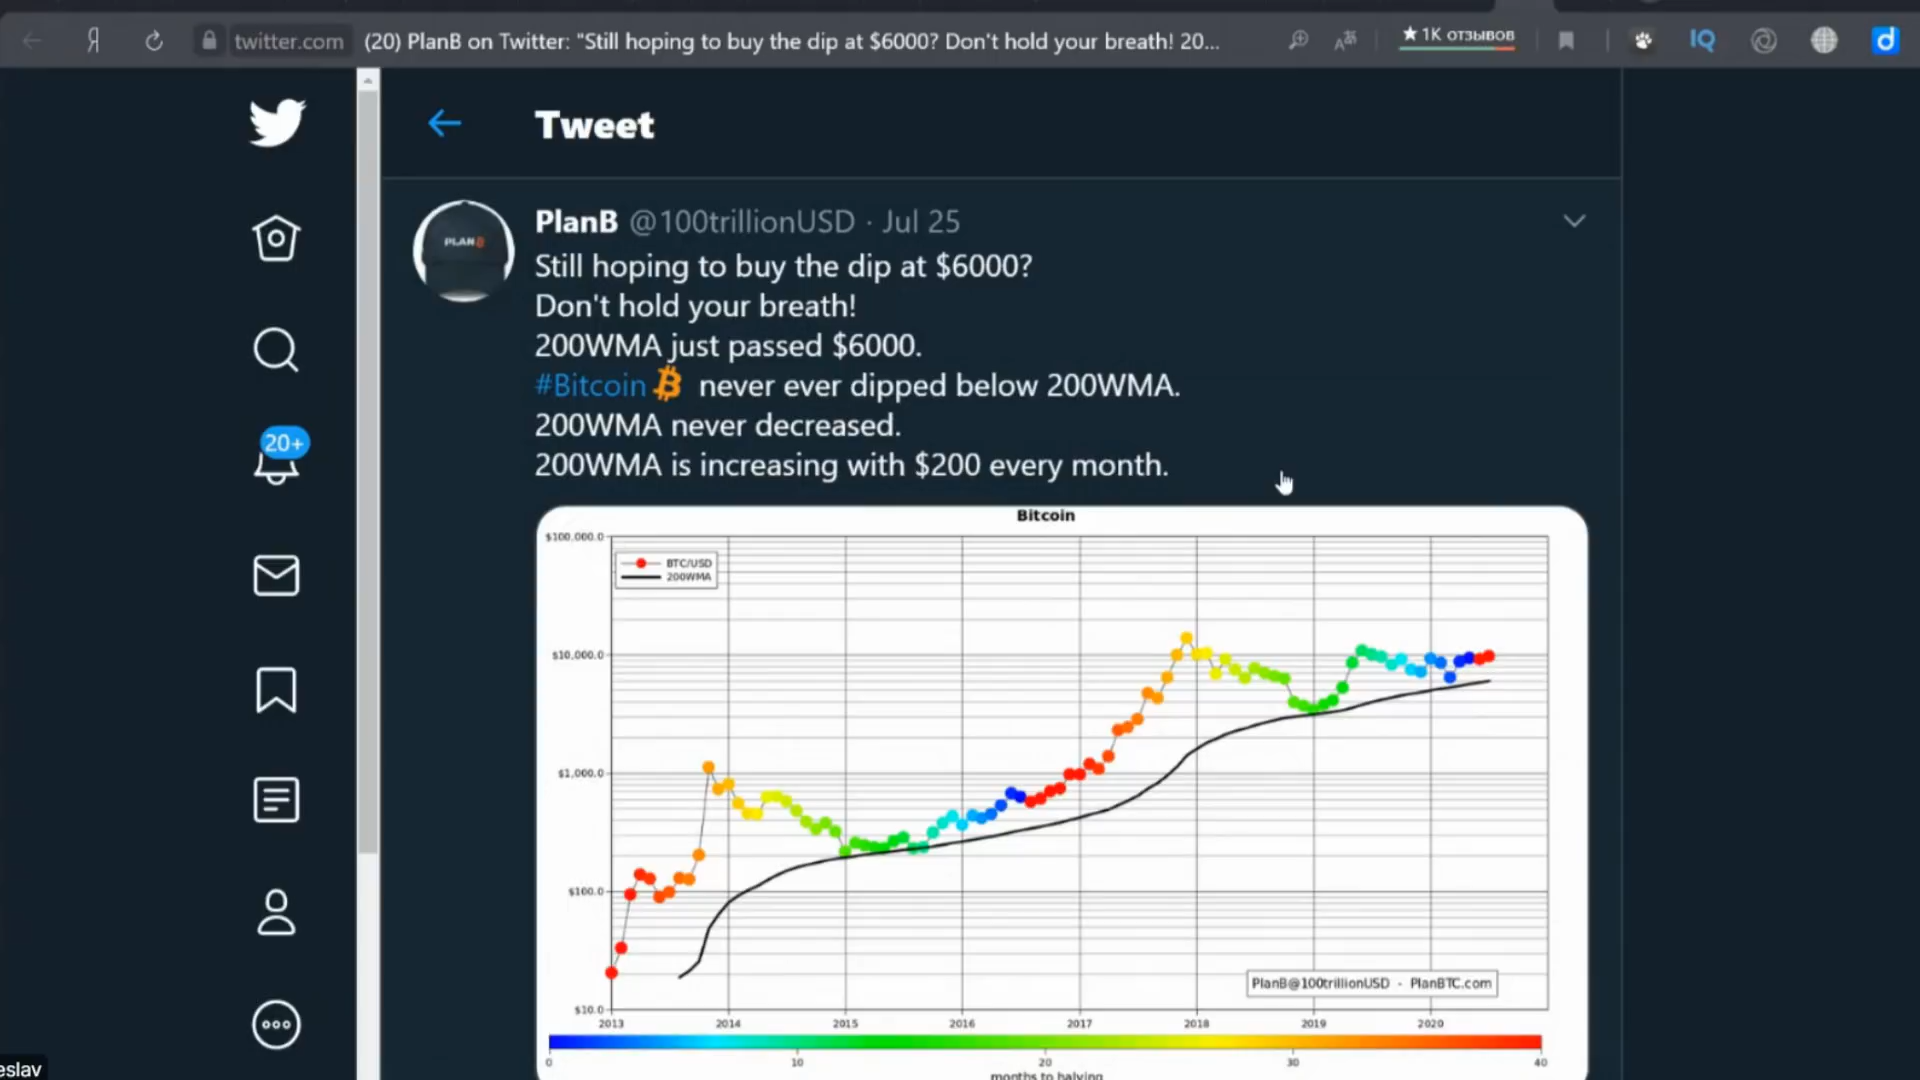 Я
twitter.com
(20) PlanB on Twitter: "Still hoping to buy the dip at $6000? Don't hold your breath! 20...
★ 1K отзывов
IQ
d
Tweet
PLAN₿
PlanB @100trillionUSD · Jul 25
Still hoping to buy the dip at $6000?
Don't hold your breath!
200WMA just passed $6000.
#Bitcoin ₿ never ever dipped below 200WMA.
200WMA never decreased.
200WMA is increasing with $200 every month.
20+
Bitcoin
BTC/USD
200WMA
$100,000.0
$10,000.0
$1,000.0
$100.0
$10.0
PlanB@100trillionUSD - PlanBTC.com
2013 2014 2015 2016 2017 2018 2019 2020
0 10 20 30 40
months to halving
eslav